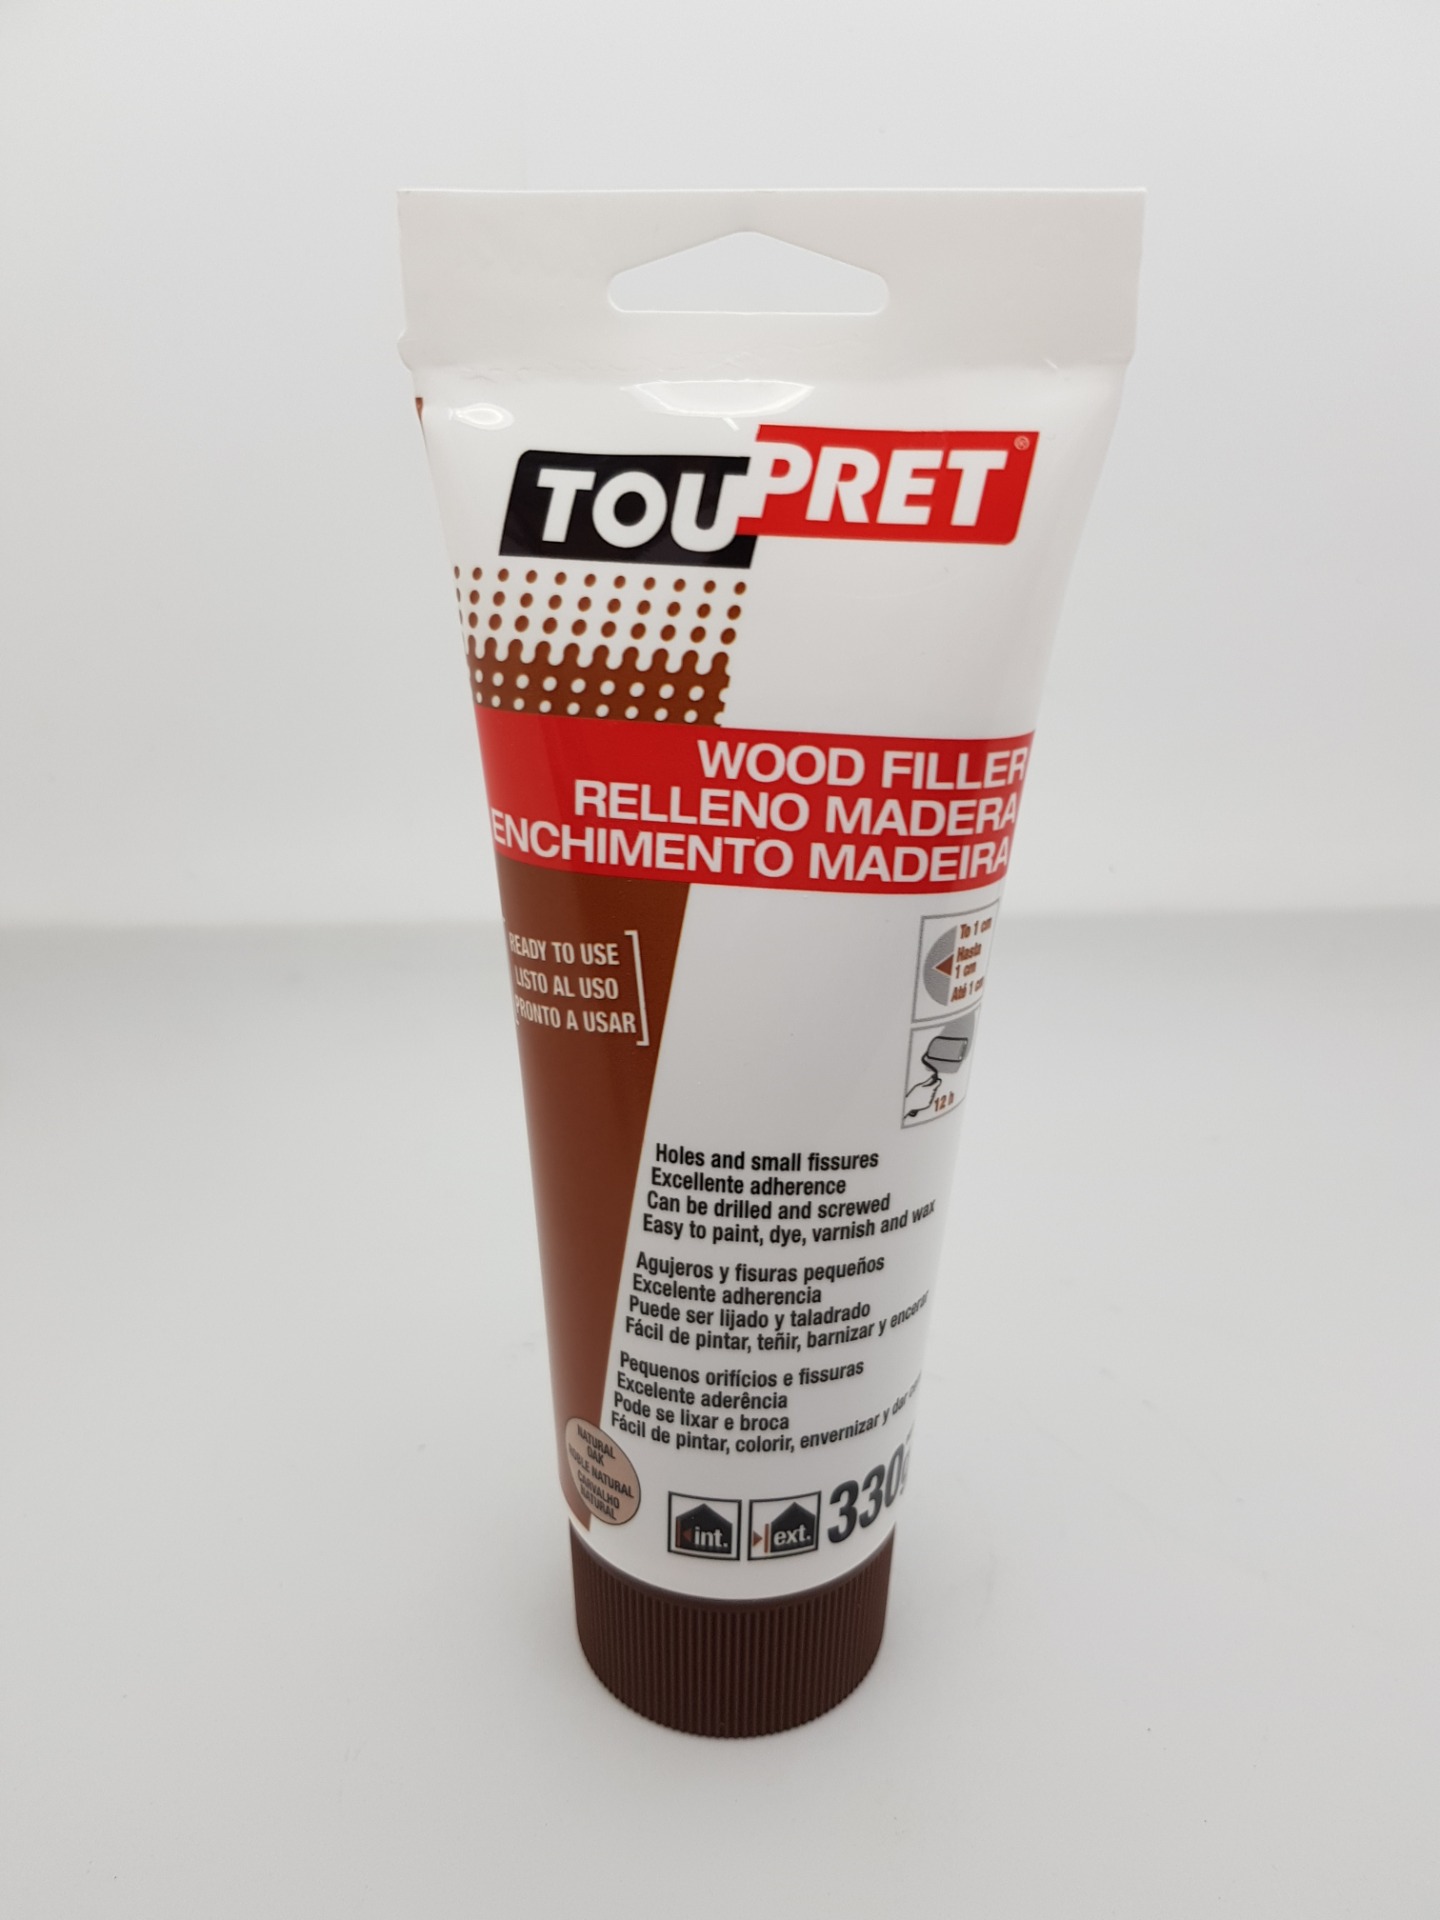 TOUPRET®
WOOD FILLER
RELLENO MADERA
ENCHIMENTO MADEIRA
READY TO USE
LISTO AL USO
PRONTO A USAR
To 1 cm
Hasta
1 cm
Até 1 cm
12 h
Holes and small fissures
Excellente adherence
Can be drilled and screwed
Easy to paint, dye, varnish and wax
Agujeros y fisuras pequeños
Excelente adherencia
Puede ser lijado y taladrado
Fácil de pintar, teñir, barnizar y encerar
Pequenos orifícios e fissuras
Excelente aderência
Pode se lixar e broca
Fácil de pintar, colorir, envernizar y dar
NATURAL
OAK
ROBLE NATURAL
CARVALHO
NATURAL
int.
ext.
330g